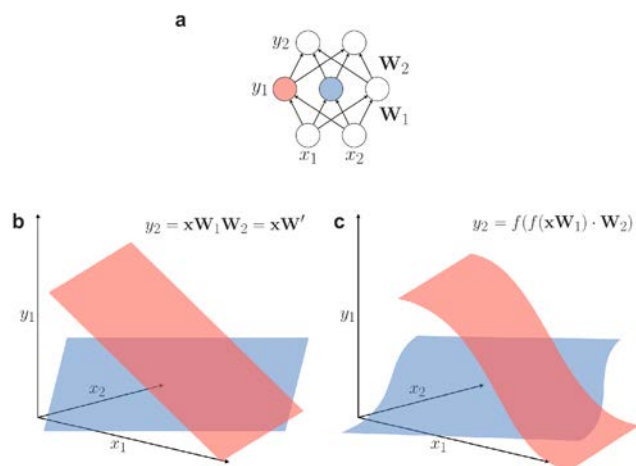 a
y₂
W₂
y₁
W₁
x₁ x₂
b
y₂ = xW₁W₂ = xW′
y₁
x₂
x₁
c
y₂ = f(f(xW₁) · W₂)
y₁
x₂
x₁